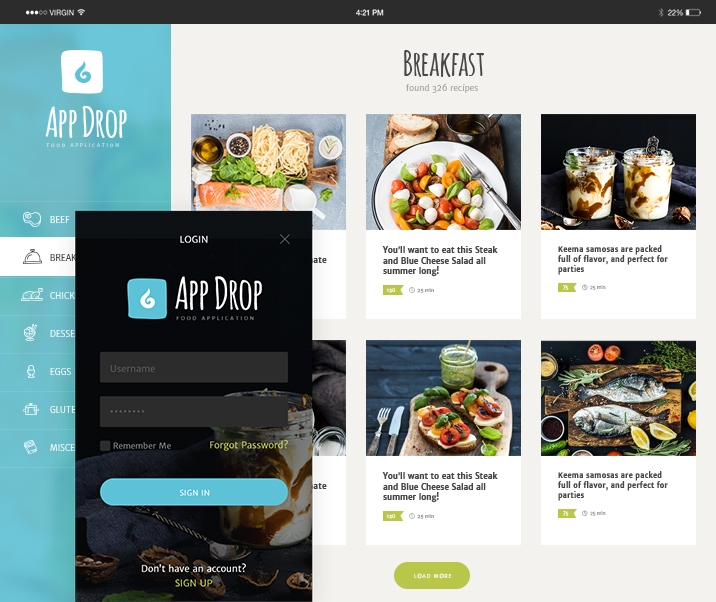 VIRGIN
4:21 PM
22%
APP DROP
FOOD APPLICATION
BEEF
BREAK
CHICK
DESSE
EGGS
GLUTE
MISCE
BREAKFAST
found 326 recipes
You'll want to eat this Steak
and Blue Cheese Salad all
summer long!
25 min
Keema samosas are packed
full of flavor, and perfect for
parties
75
25 min
LOGIN
APP DROP
FOOD APPLICATION
Username
Remember Me
Forgot Password?
SIGN IN
Don't have an account?
SIGN UP
You'll want to eat this Steak
and Blue Cheese Salad all
summer long!
25 min
Keema samosas are packed
full of flavor, and perfect for
parties
75
25 min
LOAD MORE